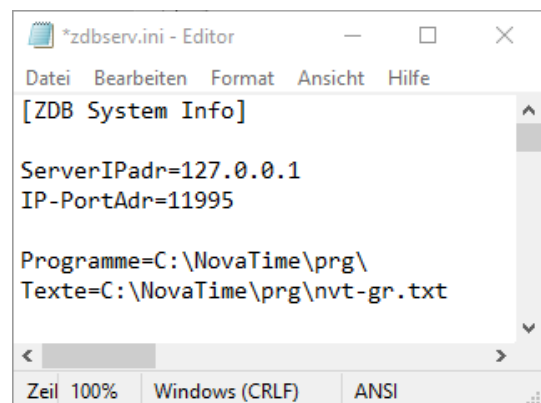 *zdbserv.ini - Editor
Datei Bearbeiten Format Ansicht Hilfe
[ZDB System Info]
ServerIPadr=127.0.0.1
IP-PortAdr=11995
Programme=C:\NovaTime\prg\
Texte=C:\NovaTime\prg\nvt-gr.txt
Zeil 100% Windows (CRLF) ANSI